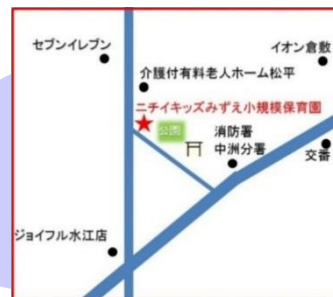 セブンイレブン
イオン倉敷
介護付有料老人ホーム松平
ニチイキッズみずえ小規模保育園
公園
消防署
中洲分署
交番
ジョイフル水江店